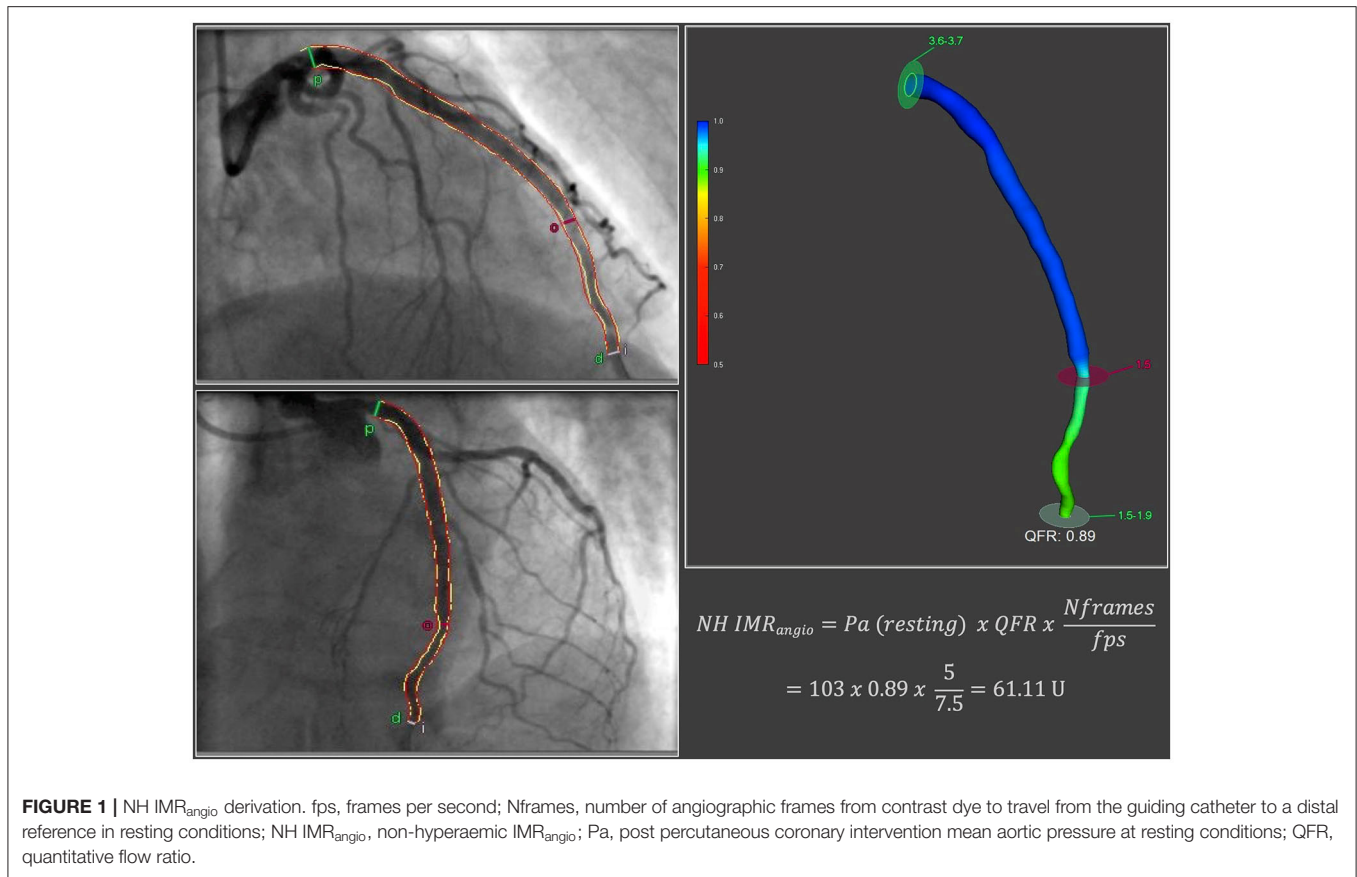 p
o
d
i
p
o
d
i
3.6-3.7
1.0
0.9
0.8
0.7
0.6
0.5
1.5
1.5-1.9
QFR: 0.89
NH IMRangio = Pa (resting) x QFR x Nframes/fps
= 103 x 0.89 x 5/7.5 = 61.11 U
FIGURE 1 | NH IMRangio derivation. fps, frames per second; Nframes, number of angiographic frames from contrast dye to travel from the guiding catheter to a distal
reference in resting conditions; NH IMRangio, non-hyperaemic IMRangio; Pa, post percutaneous coronary intervention mean aortic pressure at resting conditions; QFR,
quantitative flow ratio.